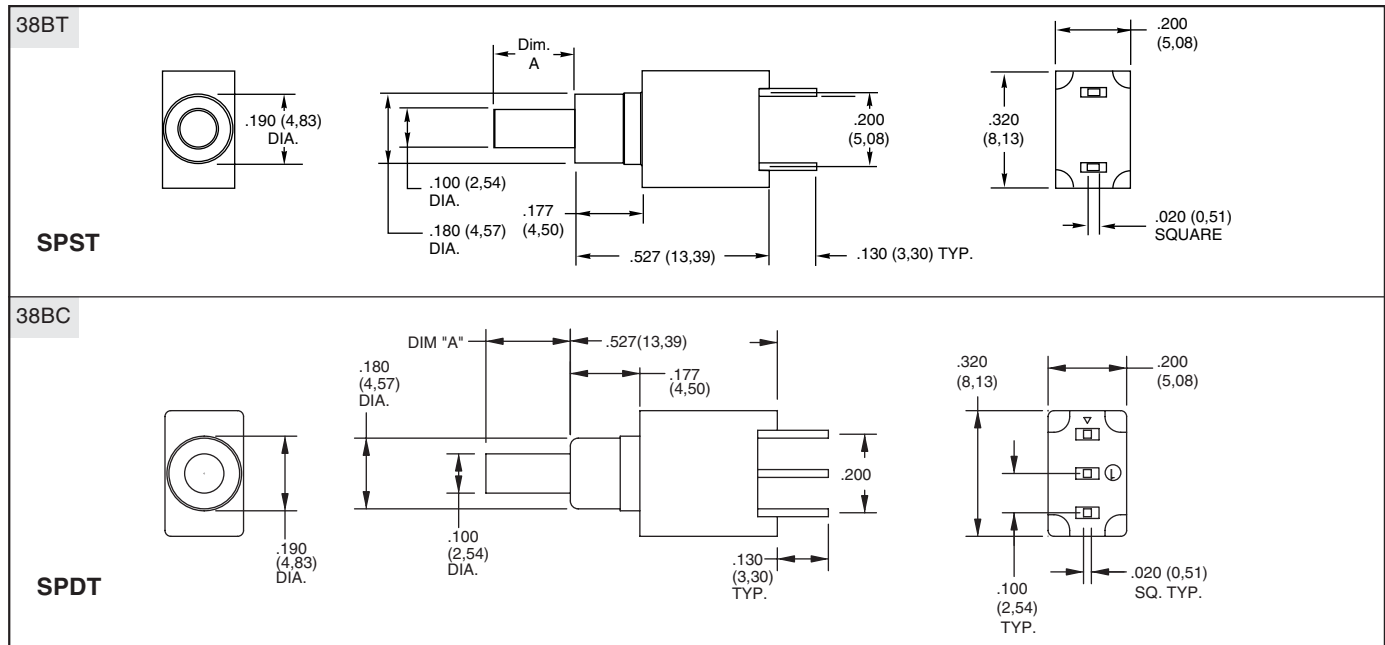 38BT
Dim.
A
.200
(5,08)
.190 (4,83)
DIA.
.200
(5,08)
.320
(8,13)
.100 (2,54)
DIA.
.177
(4,50)
.180 (4,57)
DIA.
.020 (0,51)
SQUARE
.527 (13,39)
.130 (3,30) TYP.
SPST
38BC
DIM "A"
.527(13,39)
.180
(4,57)
DIA.
.177
(4,50)
.320
(8,13)
.200
(5,08)
.200
L
.190
(4,83)
DIA.
.100
(2,54)
DIA.
.130
(3,30)
TYP.
.020 (0,51)
SQ. TYP.
.100
(2,54)
TYP.
SPDT